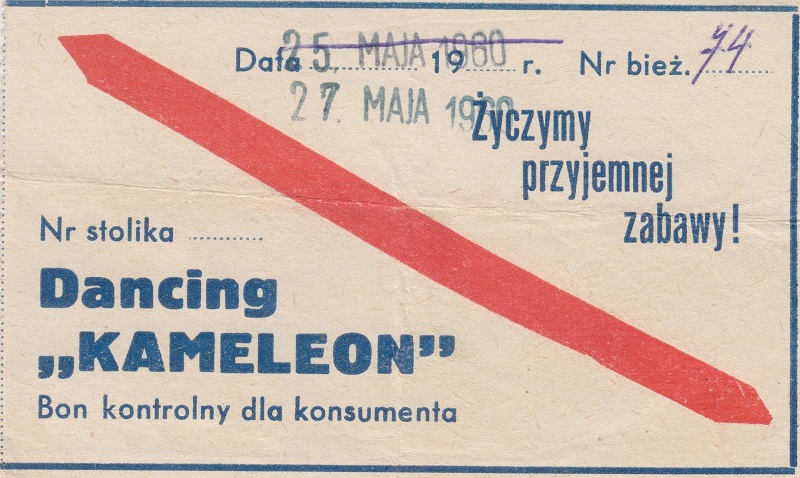 Data 25. MAJA 1960 19 r. Nr bież. 74
27. MAJA 1960
Życzymy
przyjemnej
zabawy!
Nr stolika
Dancing
„KAMELEON”
Bon kontrolny dla konsumenta